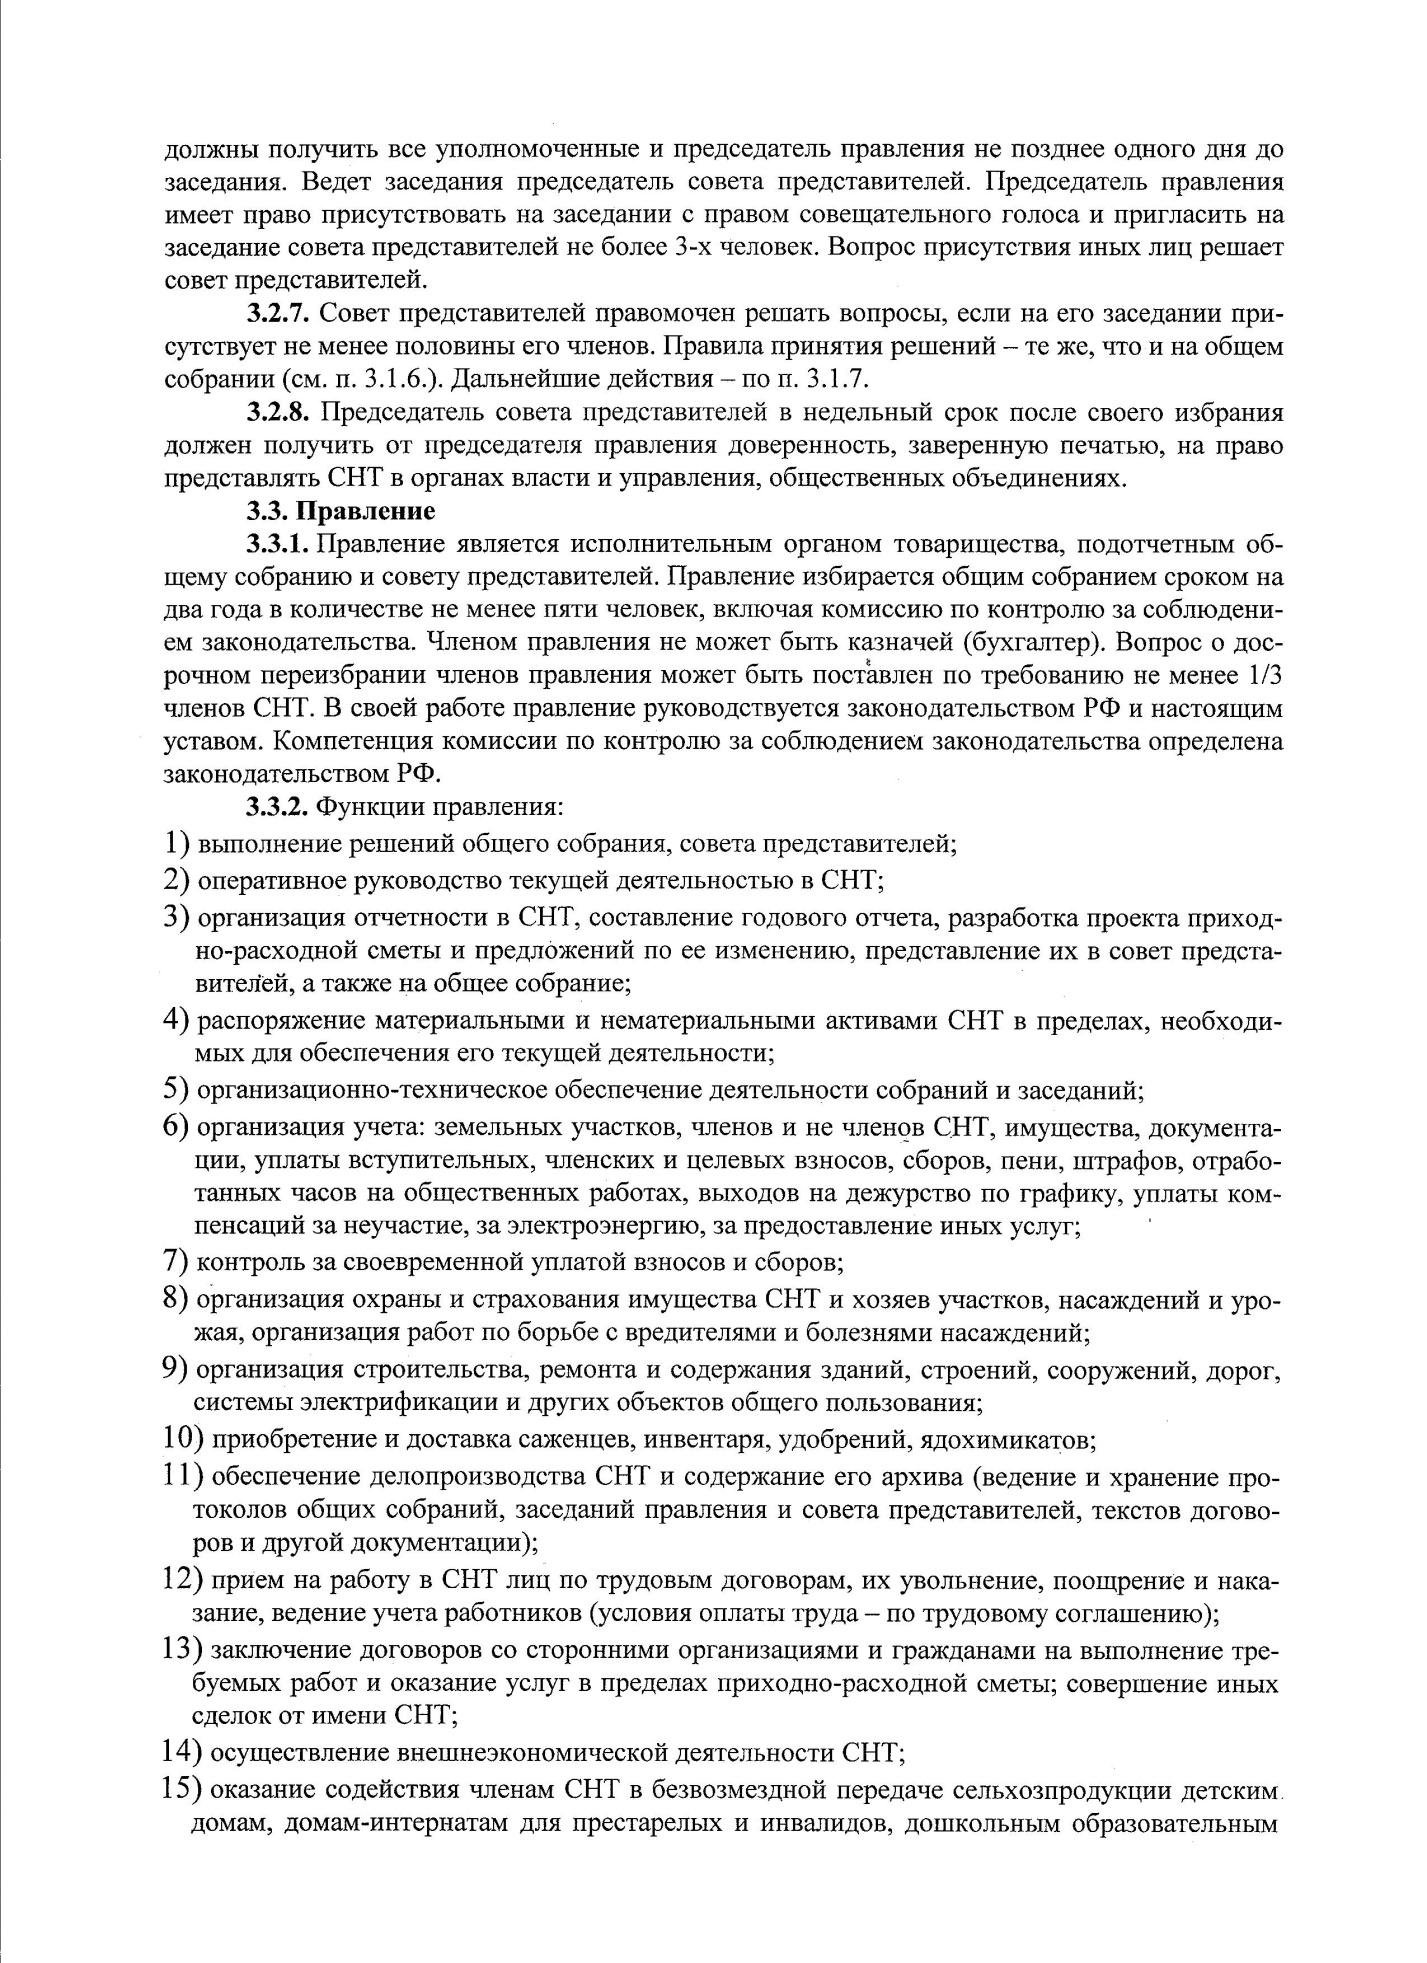 должны получить все уполномоченные и председатель правления не позднее одного дня до
заседания. Ведет заседания председатель совета представителей. Председатель правления
имеет право присутствовать на заседании с правом совещательного голоса и пригласить на
заседание совета представителей не более 3-х человек. Вопрос присутствия иных лиц решает
совет представителей.
3.2.7. Совет представителей правомочен решать вопросы, если на его заседании при-
сутствует не менее половины его членов. Правила принятия решений – те же, что и на общем
собрании (см. п. 3.1.6.). Дальнейшие действия – по п. 3.1.7.
3.2.8. Председатель совета представителей в недельный срок после своего избрания
должен получить от председателя правления доверенность, заверенную печатью, на право
представлять СНТ в органах власти и управления, общественных объединениях.
3.3. Правление
3.3.1. Правление является исполнительным органом товарищества, подотчетным об-
щему собранию и совету представителей. Правление избирается общим собранием сроком на
два года в количестве не менее пяти человек, включая комиссию по контролю за соблюдени-
ем законодательства. Членом правления не может быть казначей (бухгалтер). Вопрос о дос-
рочном переизбрании членов правления может быть поставлен по требованию не менее 1/3
членов СНТ. В своей работе правление руководствуется законодательством РФ и настоящим
уставом. Компетенция комиссии по контролю за соблюдением законодательства определена
законодательством РФ.
3.3.2. Функции правления:
1) выполнение решений общего собрания, совета представителей;
2) оперативное руководство текущей деятельностью в СНТ;
3) организация отчетности в СНТ, составление годового отчета, разработка проекта приход-
но-расходной сметы и предложений по ее изменению, представление их в совет предста-
вителей, а также на общее собрание;
4) распоряжение материальными и нематериальными активами СНТ в пределах, необходи-
мых для обеспечения его текущей деятельности;
5) организационно-техническое обеспечение деятельности собраний и заседаний;
6) организация учета: земельных участков, членов и не членов СНТ, имущества, документа-
ции, уплаты вступительных, членских и целевых взносов, сборов, пени, штрафов, отрабо-
танных часов на общественных работах, выходов на дежурство по графику, уплаты ком-
пенсаций за неучастие, за электроэнергию, за предоставление иных услуг;
7) контроль за своевременной уплатой взносов и сборов;
8) организация охраны и страхования имущества СНТ и хозяев участков, насаждений и уро-
жая, организация работ по борьбе с вредителями и болезнями насаждений;
9) организация строительства, ремонта и содержания зданий, строений, сооружений, дорог,
системы электрификации и других объектов общего пользования;
10) приобретение и доставка саженцев, инвентаря, удобрений, ядохимикатов;
11) обеспечение делопроизводства СНТ и содержание его архива (ведение и хранение про-
токолов общих собраний, заседаний правления и совета представителей, текстов догово-
ров и другой документации);
12) прием на работу в СНТ лиц по трудовым договорам, их увольнение, поощрение и нака-
зание, ведение учета работников (условия оплаты труда – по трудовому соглашению);
13) заключение договоров со сторонними организациями и гражданами на выполнение тре-
буемых работ и оказание услуг в пределах приходно-расходной сметы; совершение иных
сделок от имени СНТ;
14) осуществление внешнеэкономической деятельности СНТ;
15) оказание содействия членам СНТ в безвозмездной передаче сельхозпродукции детским
домам, домам-интернатам для престарелых и инвалидов, дошкольным образовательным